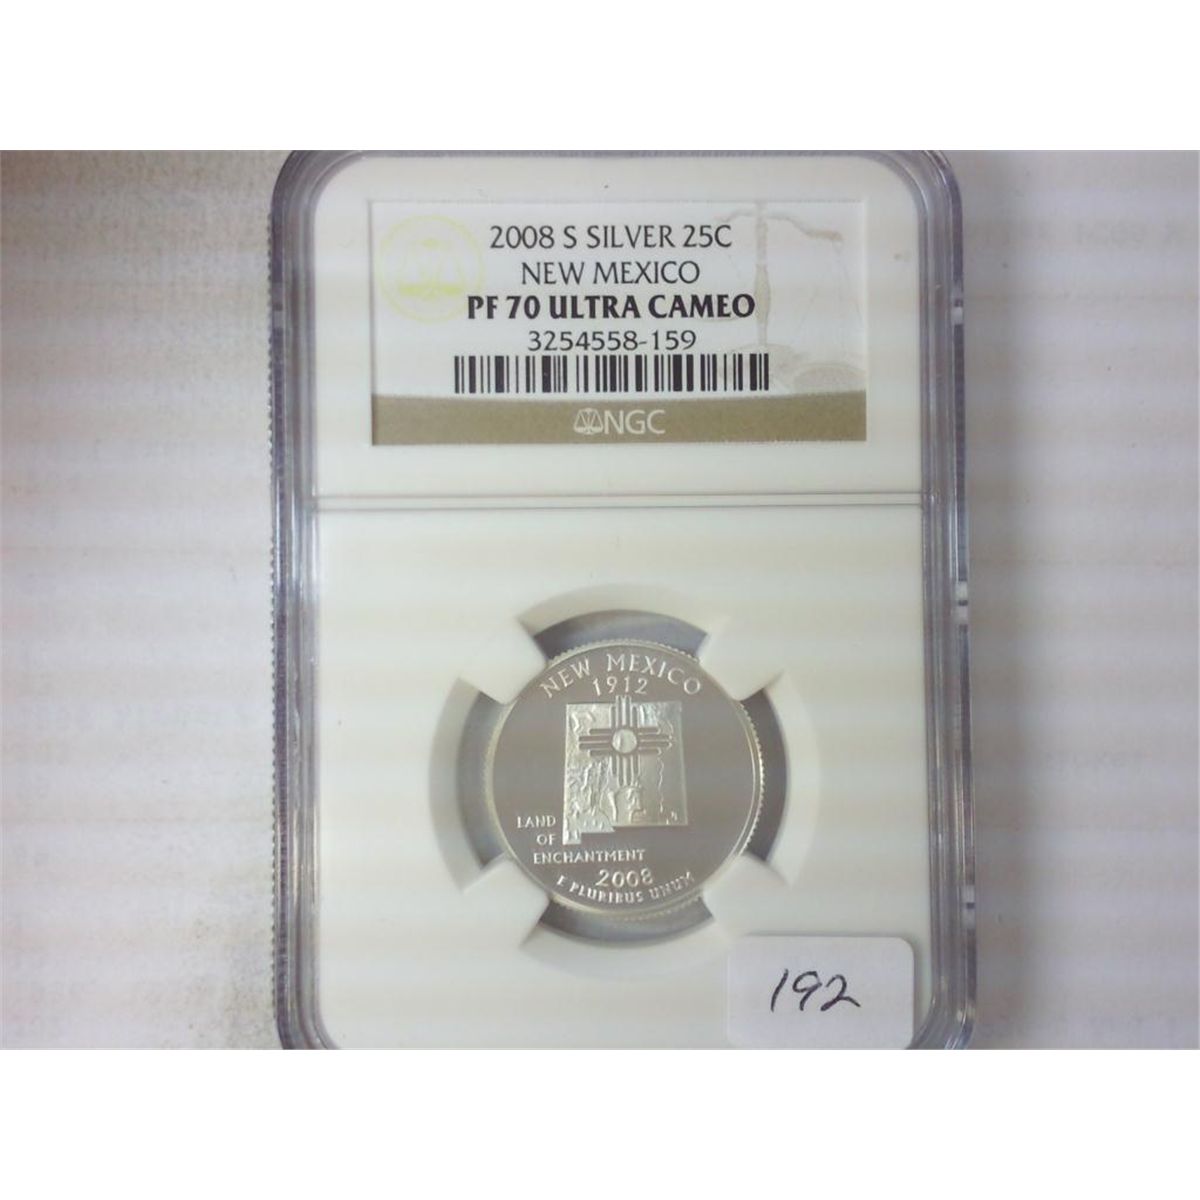 2008 S SILVER 25C
NEW MEXICO
PF 70 ULTRA CAMEO
3254558-159
NGC
NEW MEXICO
1912
LAND
OF
ENCHANTMENT
2008
E PLURIBUS UNUM
192